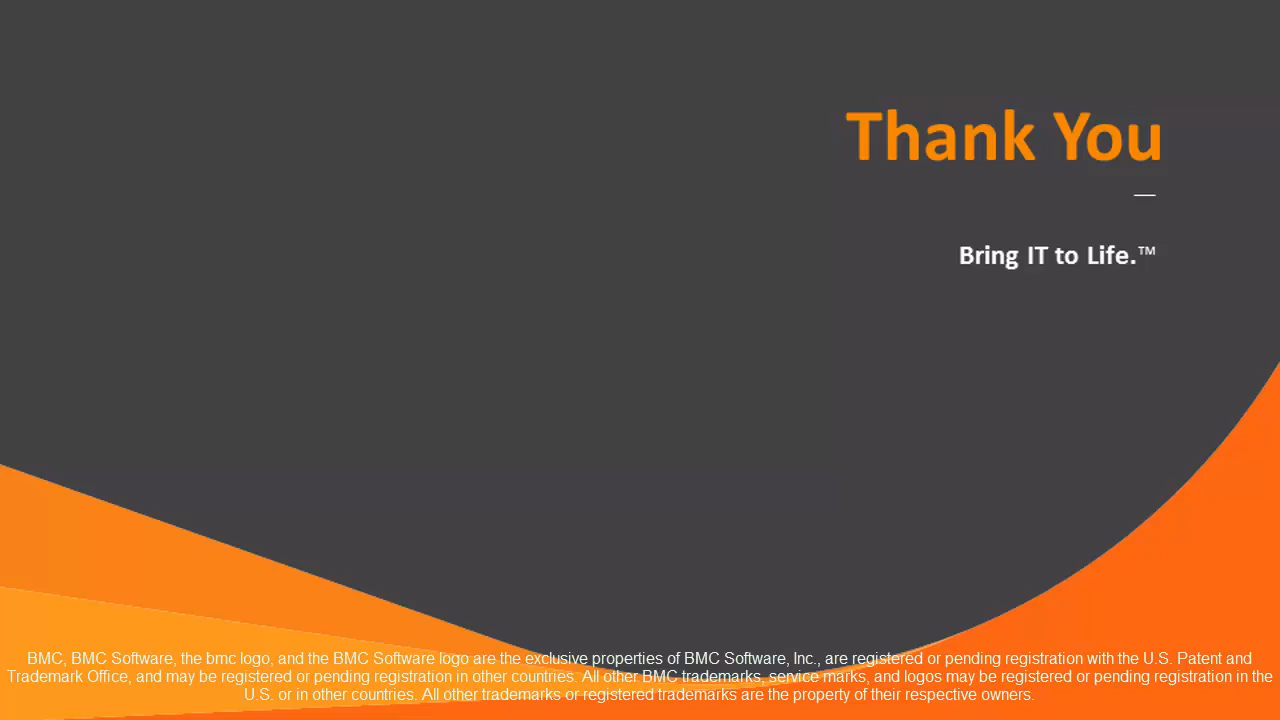 Thank You
Bring IT to Life.™
BMC, BMC Software, the bmc logo, and the BMC Software logo are the exclusive properties of BMC Software, Inc., are registered or pending registration with the U.S. Patent and
Trademark Office, and may be registered or pending registration in other countries. All other BMC trademarks, service marks, and logos may be registered or pending registration in the
U.S. or in other countries. All other trademarks or registered trademarks are the property of their respective owners.